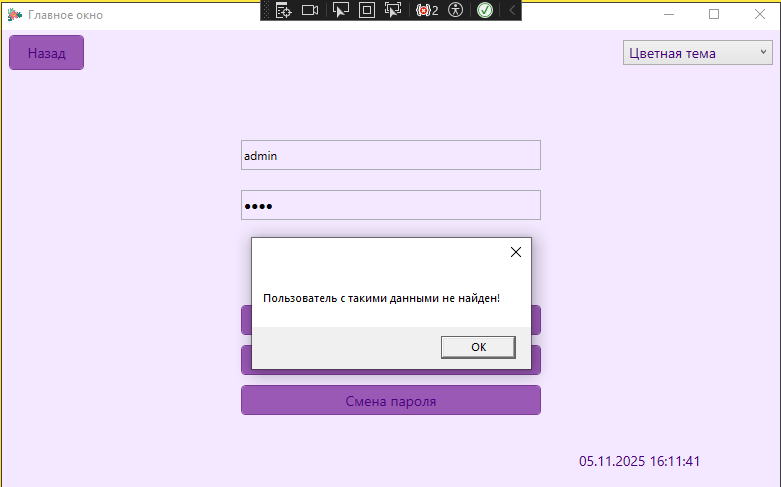 Главное окно
2
Назад
Цветная тема
admin
Пользователь с такими данными не найден!
OK
Смена пароля
05.11.2025 16:11:41